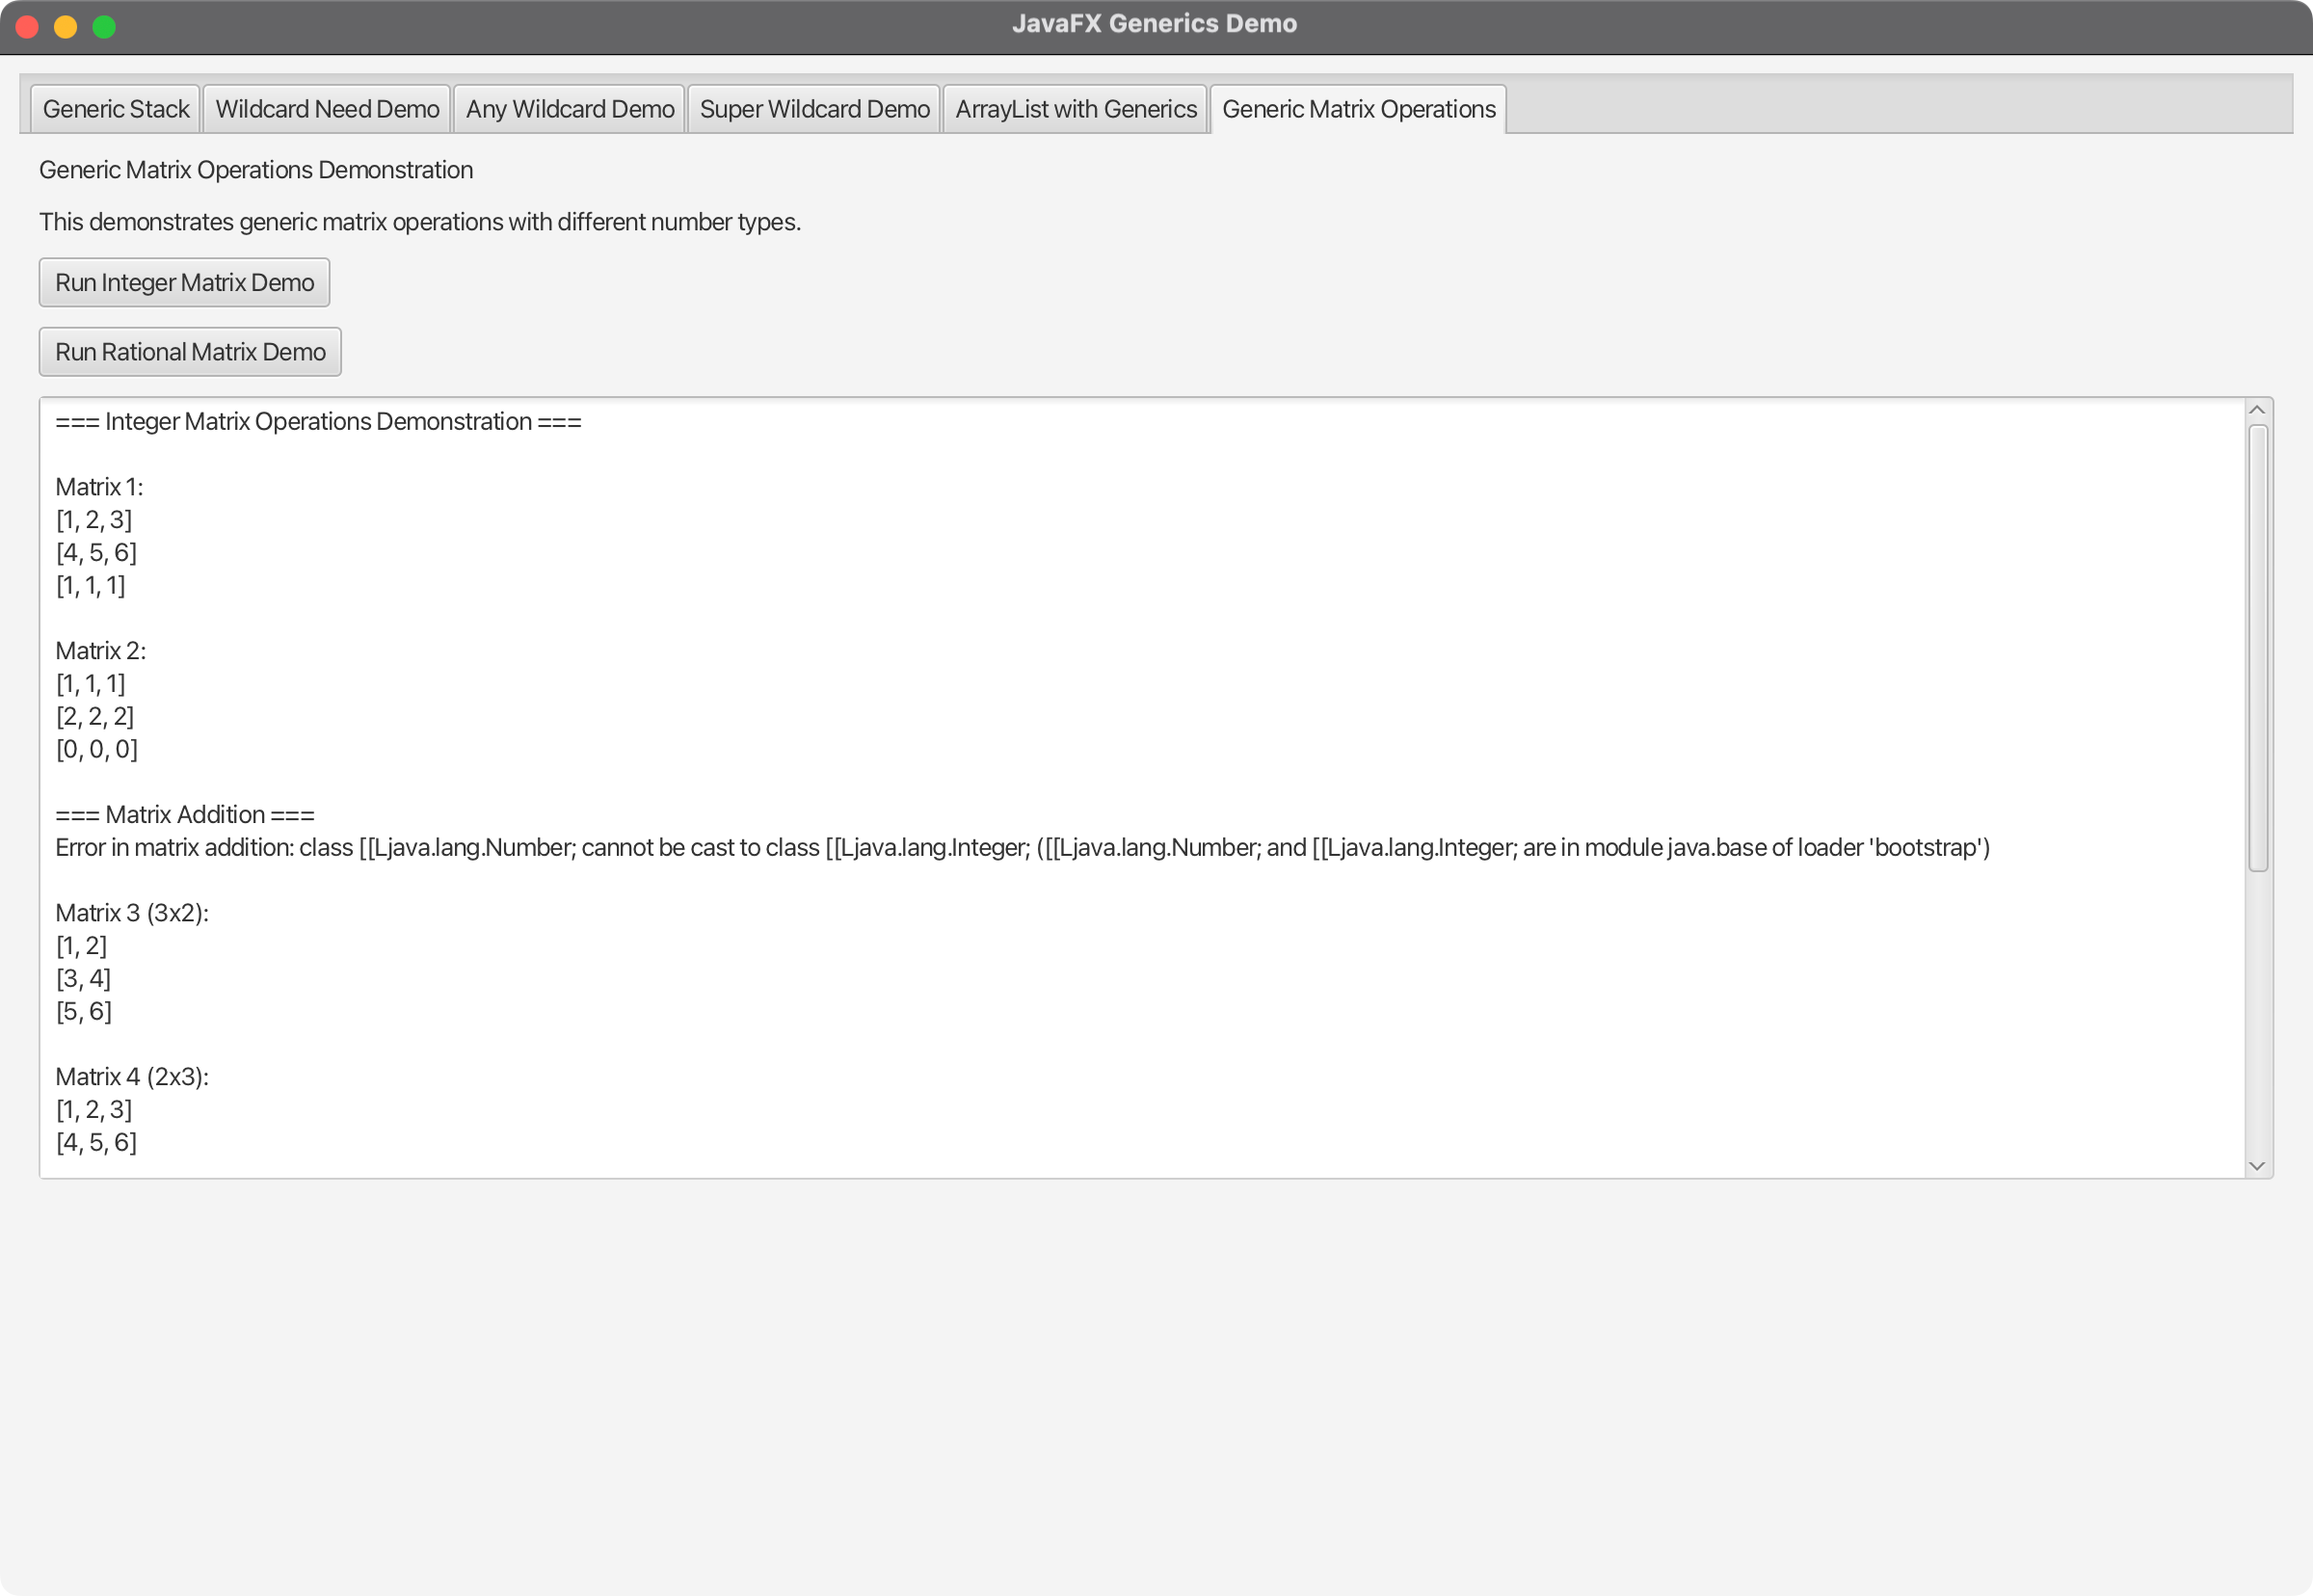 JavaFX Generics Demo
Generic Stack Wildcard Need Demo Any Wildcard Demo Super Wildcard Demo ArrayList with Generics Generic Matrix Operations
Generic Matrix Operations Demonstration
This demonstrates generic matrix operations with different number types.
Run Integer Matrix Demo
Run Rational Matrix Demo
=== Integer Matrix Operations Demonstration ===
Matrix 1:
[1, 2, 3]
[4, 5, 6]
[1, 1, 1]
Matrix 2:
[1, 1, 1]
[2, 2, 2]
[0, 0, 0]
=== Matrix Addition ===
Error in matrix addition: class [[Ljava.lang.Number; cannot be cast to class [[Ljava.lang.Integer; ([[Ljava.lang.Number; and [[Ljava.lang.Integer; are in module java.base of loader 'bootstrap')
Matrix 3 (3x2):
[1, 2]
[3, 4]
[5, 6]
Matrix 4 (2x3):
[1, 2, 3]
[4, 5, 6]